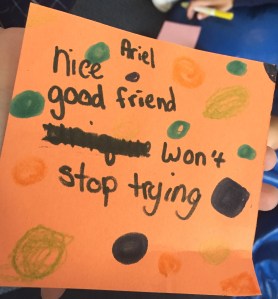 Ariel
nice
good friend
won't
stop trying